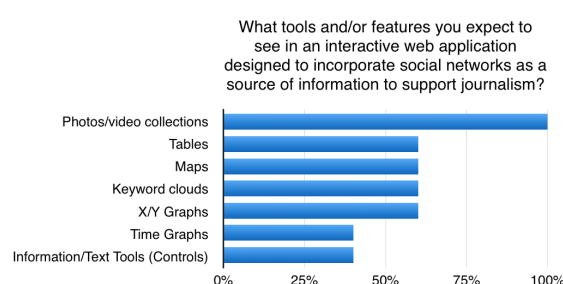 What tools and/or features you expect to
see in an interactive web application
designed to incorporate social networks as a
source of information to support journalism?
Photos/video collections
Tables
Maps
Keyword clouds
X/Y Graphs
Time Graphs
Information/Text Tools (Controls)
0% 25% 50% 75% 100%